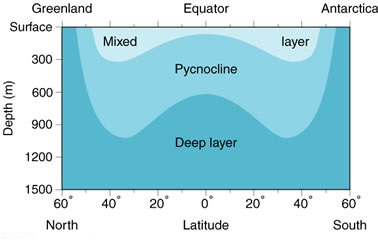 Greenland Equator Antarctica
Surface
Mixed layer
300
Pycnocline
600
Depth (m)
900
Deep layer
1200
1500
60° 40° 20° 0° 20° 40° 60°
North Latitude South